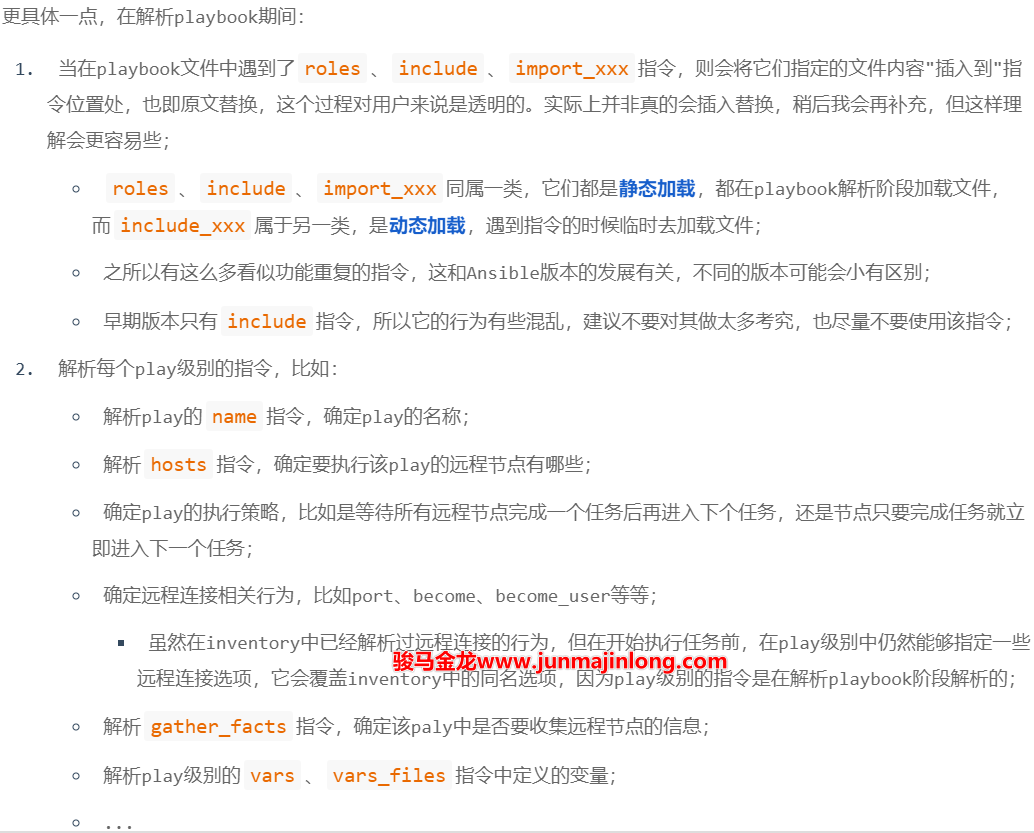 更具体一点，在解析playbook期间：
1. 当在playbook文件中遇到了 roles 、 include 、 import_xxx 指令，则会将它们指定的文件内容"插入到"指
令位置处，也即原文替换，这个过程对用户来说是透明的。实际上并非真的会插入替换，稍后我会再补充，但这样理
解会更容易些；
roles 、 include 、 import_xxx 同属一类，它们都是静态加载，都在playbook解析阶段加载文件，
而 include_xxx 属于另一类，是动态加载，遇到指令的时候临时去加载文件；
之所以有这么多看似功能重复的指令，这和Ansible版本的发展有关，不同的版本可能会小有区别；
早期版本只有 include 指令，所以它的行为有些混乱，建议不要对其做太多考究，也尽量不要使用该指令；
2. 解析每个play级别的指令，比如：
解析play的 name 指令，确定play的名称；
解析 hosts 指令，确定要执行该play的远程节点有哪些；
确定play的执行策略，比如是等待所有远程节点完成一个任务后再进入下个任务，还是节点只要完成任务就立
即进入下一个任务；
确定远程连接相关行为，比如port、become、become_user等等；
虽然在inventory中已经解析过远程连接的行为，但在开始执行任务前，在play级别中仍然能够指定一些
骏马金龙www.junmajinlong.com
远程连接选项，它会覆盖inventory中的同名选项，因为play级别的指令是在解析playbook阶段解析的；
解析 gather_facts 指令，确定该paly中是否要收集远程节点的信息；
解析play级别的 vars 、 vars_files 指令中定义的变量；
...